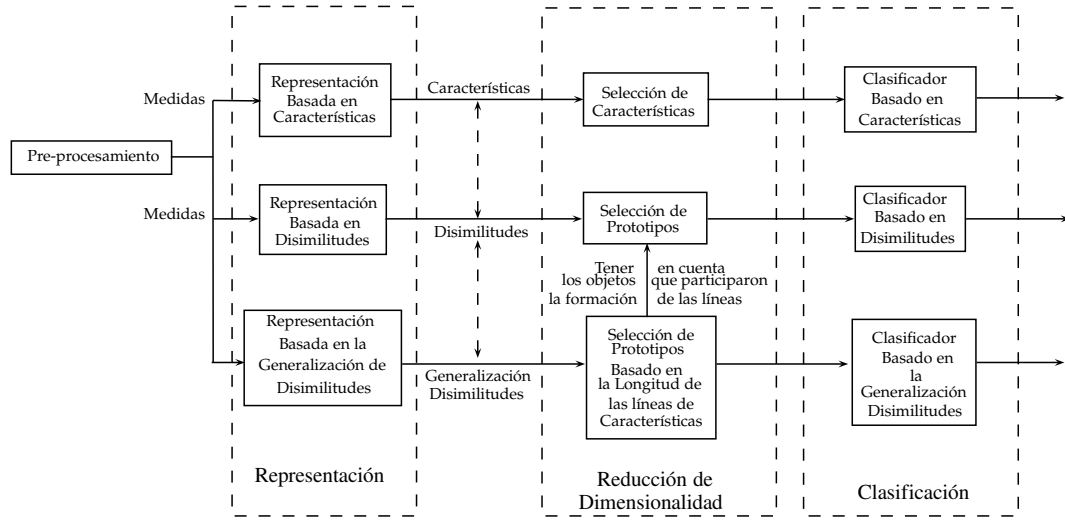 Pre-procesamiento
Medidas
Medidas
Representación
Basada en
Características
Características
Selección de
Características
Clasificador
Basado en
Características
Representación
Basada en
Disimilitudes
Disimilitudes
Selección de
Prototipos
Clasificador
Basado en
Disimilitudes
Tener en cuenta
los objetos que participaron
la formación de las líneas
Representación
Basada en la
Generalización de
Disimilitudes
Generalización
Disimilitudes
Selección de
Prototipos
Basado en
la Longitud de
las líneas de
Características
Clasificador
Basado en
la
Generalización
Disimilitudes
Representación
Reducción de
Dimensionalidad
Clasificación